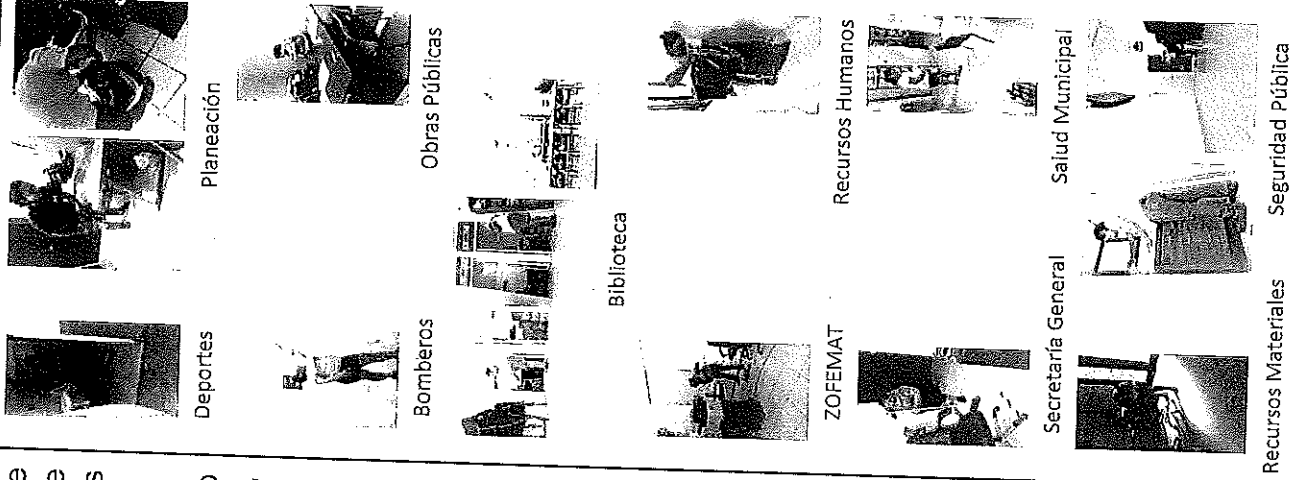 Deportes
Planeación
Bomberos
Obras Públicas
Biblioteca
ZOFEMAT
Recursos Humanos
Secretaría General
Salud Municipal
Recursos Materiales
Seguridad Pública